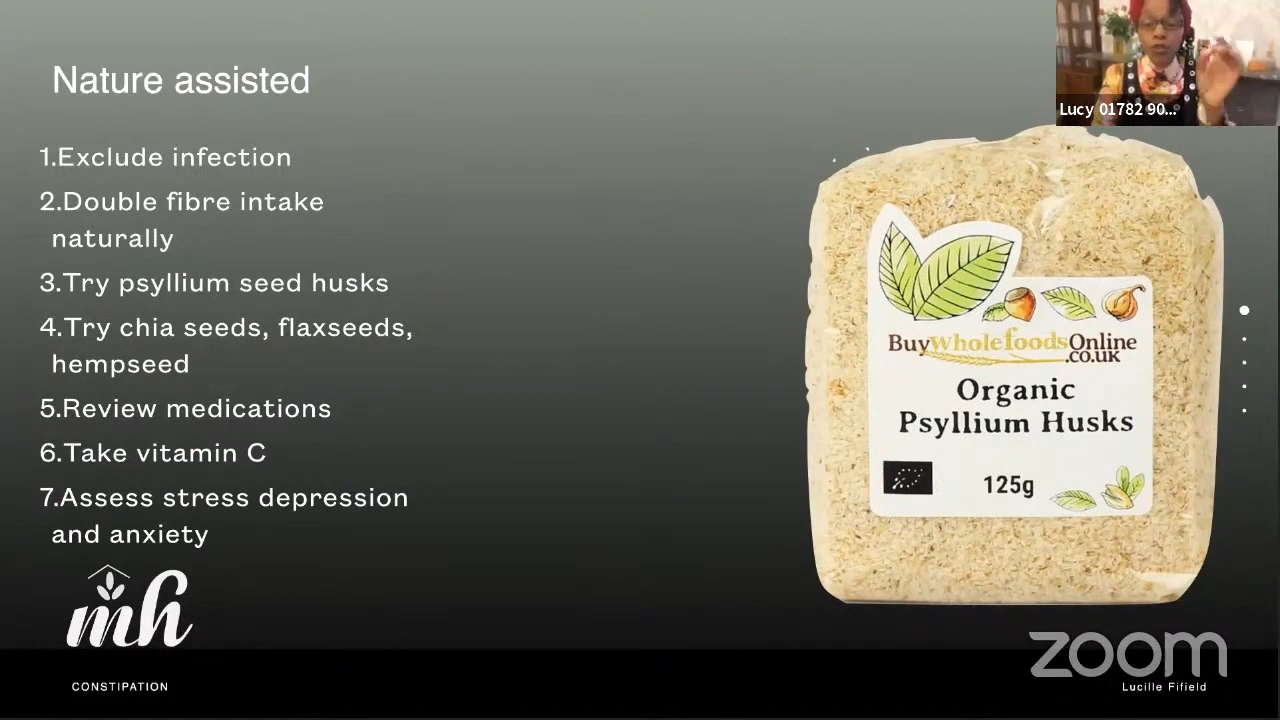 Nature assisted
Lucy 01782 90...
1.Exclude infection
2.Double fibre intake
naturally
3.Try psyllium seed husks
4.Try chia seeds, flaxseeds,
hempseed
5.Review medications
6.Take vitamin C
7.Assess stress depression
and anxiety
BuyWholefoodsOnline
.co.uk
Organic
Psyllium Husks
125g
mh
zoom
CONSTIPATION
Lucille Fifield